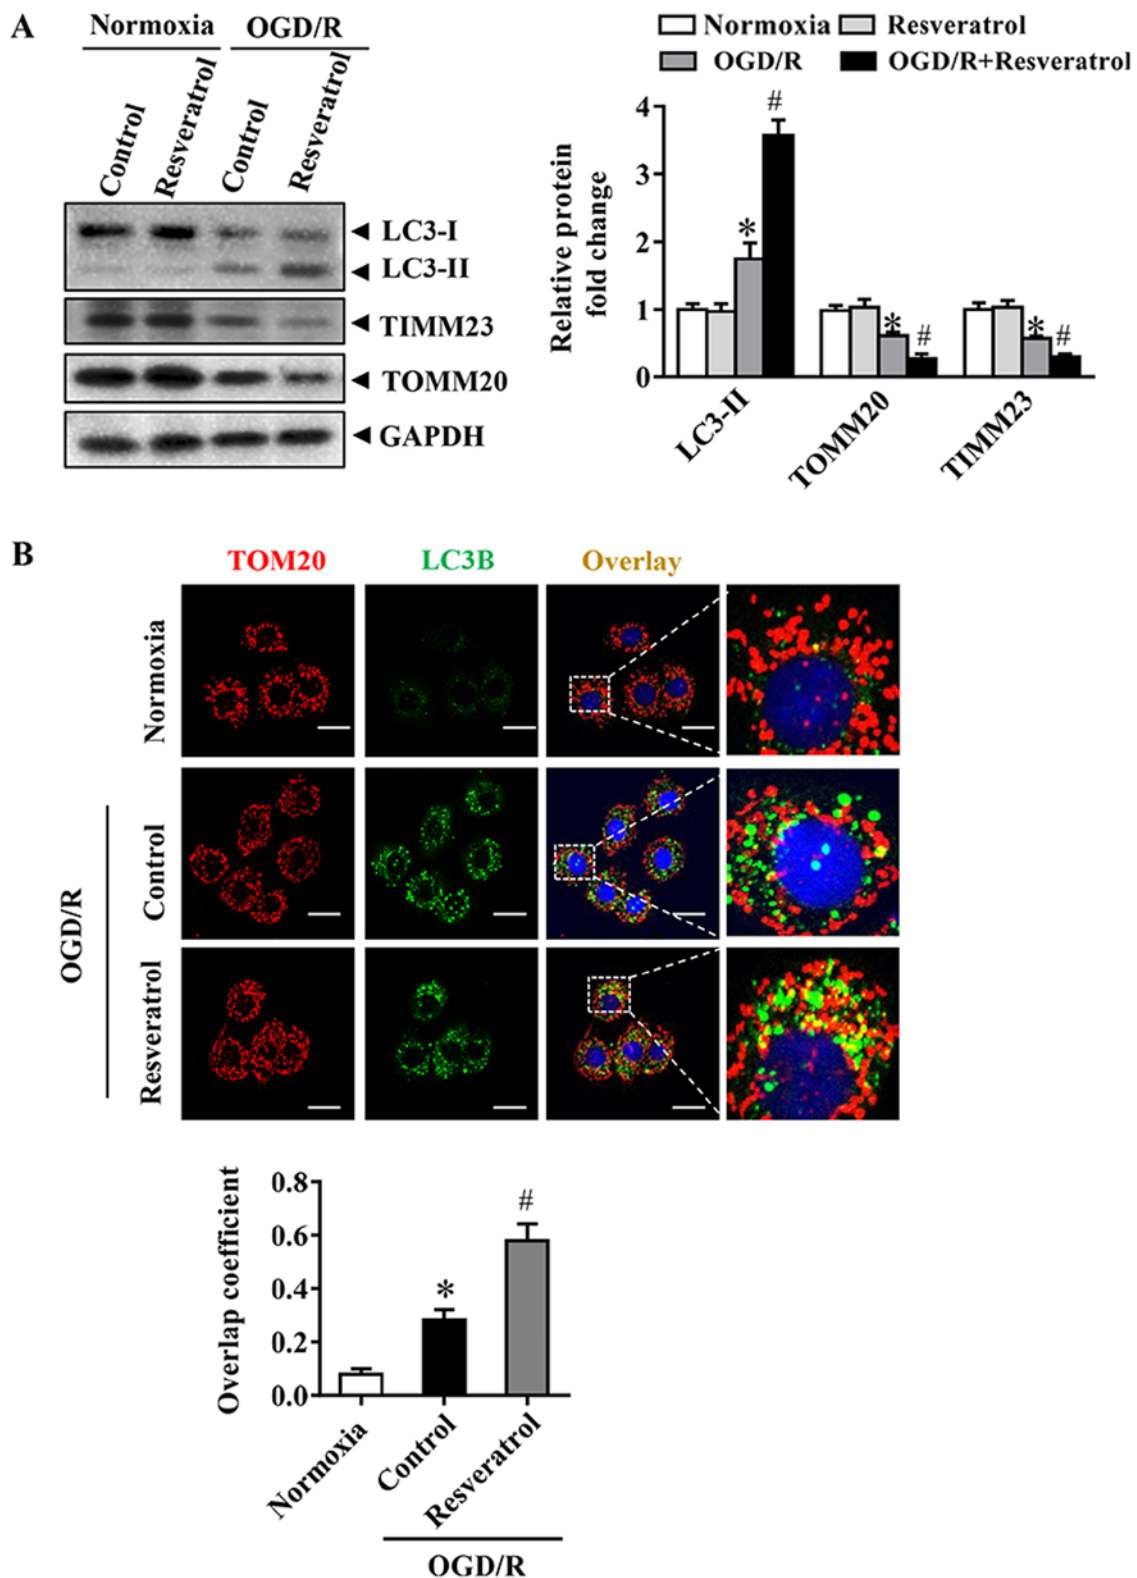 A
Normoxia OGD/R
Control Resveratrol Control Resveratrol
LC3-I
LC3-II
TIMM23
TOMM20
GAPDH
Normoxia Resveratrol
OGD/R OGD/R+Resveratrol
Relative protein
fold change
4
3
2
1
0
# * * # * #
LC3-II TOMM20 TIMM23
B
TOM20 LC3B Overlay
Normoxia
OGD/R
Control
Resveratrol
Overlap coefficient
0.8
0.6
0.4
0.2
0.0
* #
Normoxia Control Resveratrol
OGD/R